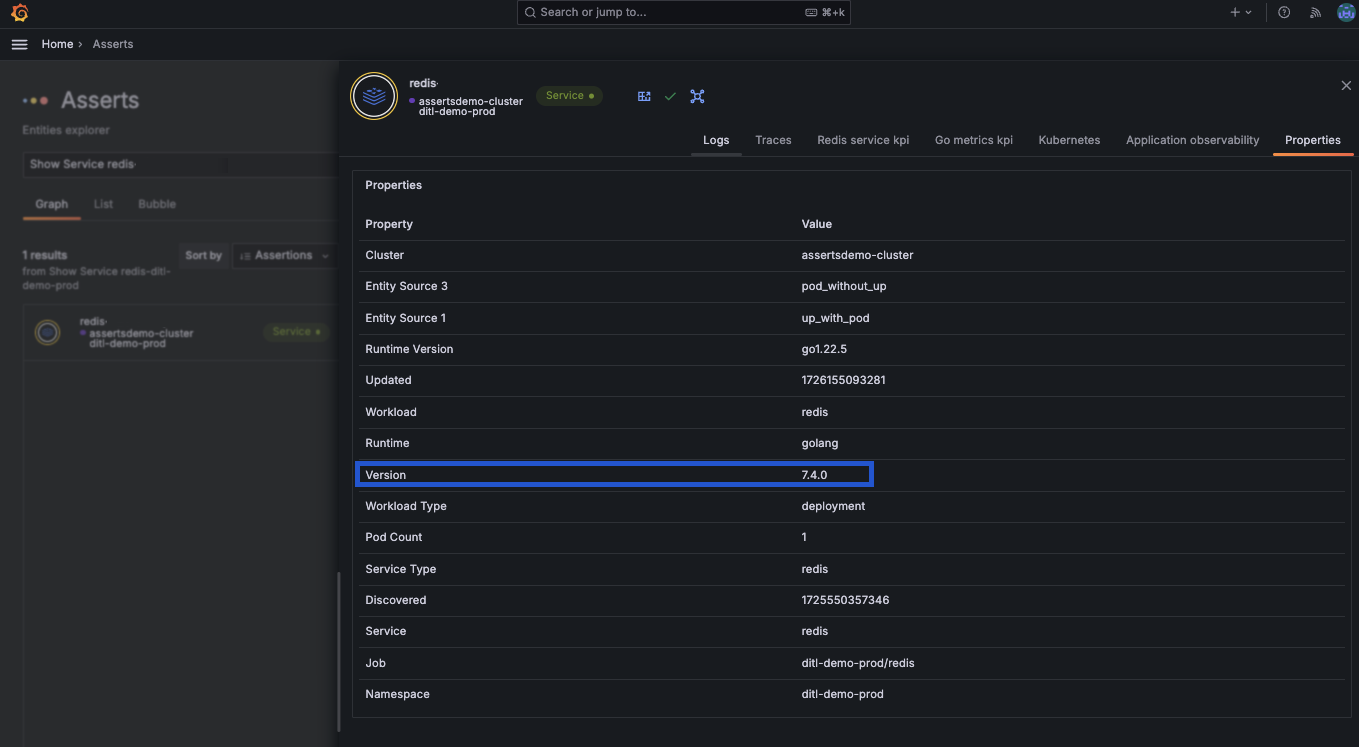 Search or jump to...
⌘+k
Home › Asserts
Asserts
Entities explorer
Show Service redis
Graph List Bubble
1 results
from Show Service redis-ditl-
demo-prod
Sort by Assertions
redis
assertsdemo-cluster
ditl-demo-prod
Service
redis
assertsdemo-cluster
ditl-demo-prod
Service
Logs Traces Redis service kpi Go metrics kpi Kubernetes Application observability Properties
Properties
Property Value
Cluster assertsdemo-cluster
Entity Source 3 pod_without_up
Entity Source 1 up_with_pod
Runtime Version go1.22.5
Updated 1726155093281
Workload redis
Runtime golang
Version 7.4.0
Workload Type deployment
Pod Count 1
Service Type redis
Discovered 1725550357346
Service redis
Job ditl-demo-prod/redis
Namespace ditl-demo-prod